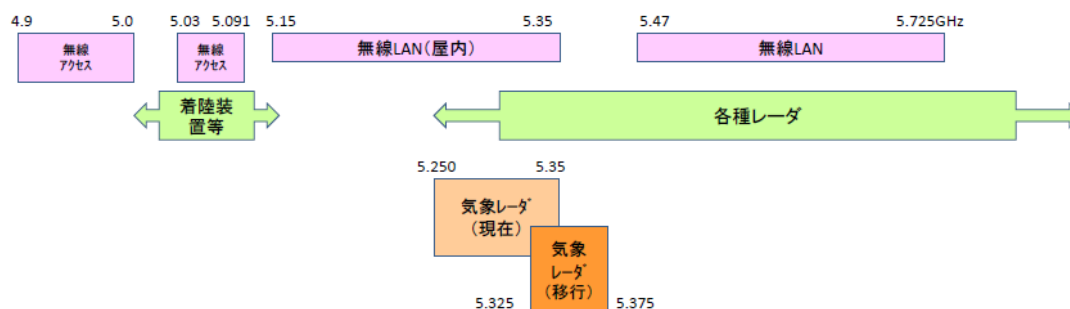 4.9 5.0 5.03 5.091 5.15 5.35 5.47 5.725GHz
無線
アクセス
無線
アクセス
無線LAN(屋内)
無線LAN
着陸装
置等
各種レーダ
5.250 5.35
気象レーダ
(現在)
気象
レーダ
(移行)
5.325 5.375